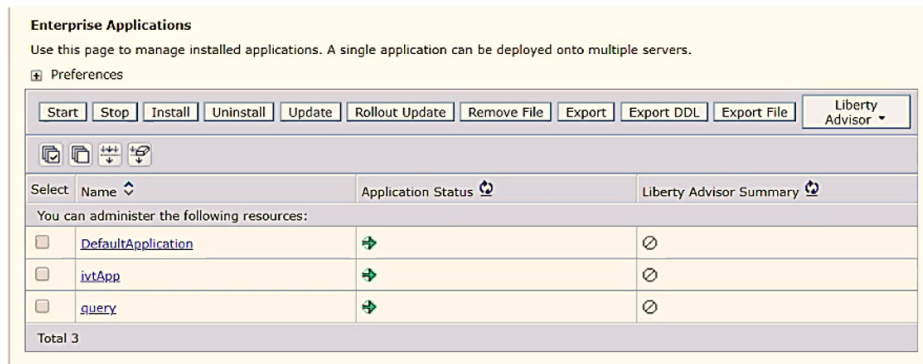 Enterprise Applications
Use this page to manage installed applications. A single application can be deployed onto multiple servers.
Preferences
Start Stop Install Uninstall Update Rollout Update Remove File Export Export DDL Export File Liberty Advisor
Select Name Application Status Liberty Advisor Summary
You can administer the following resources:
DefaultApplication
ivtApp
query
Total 3